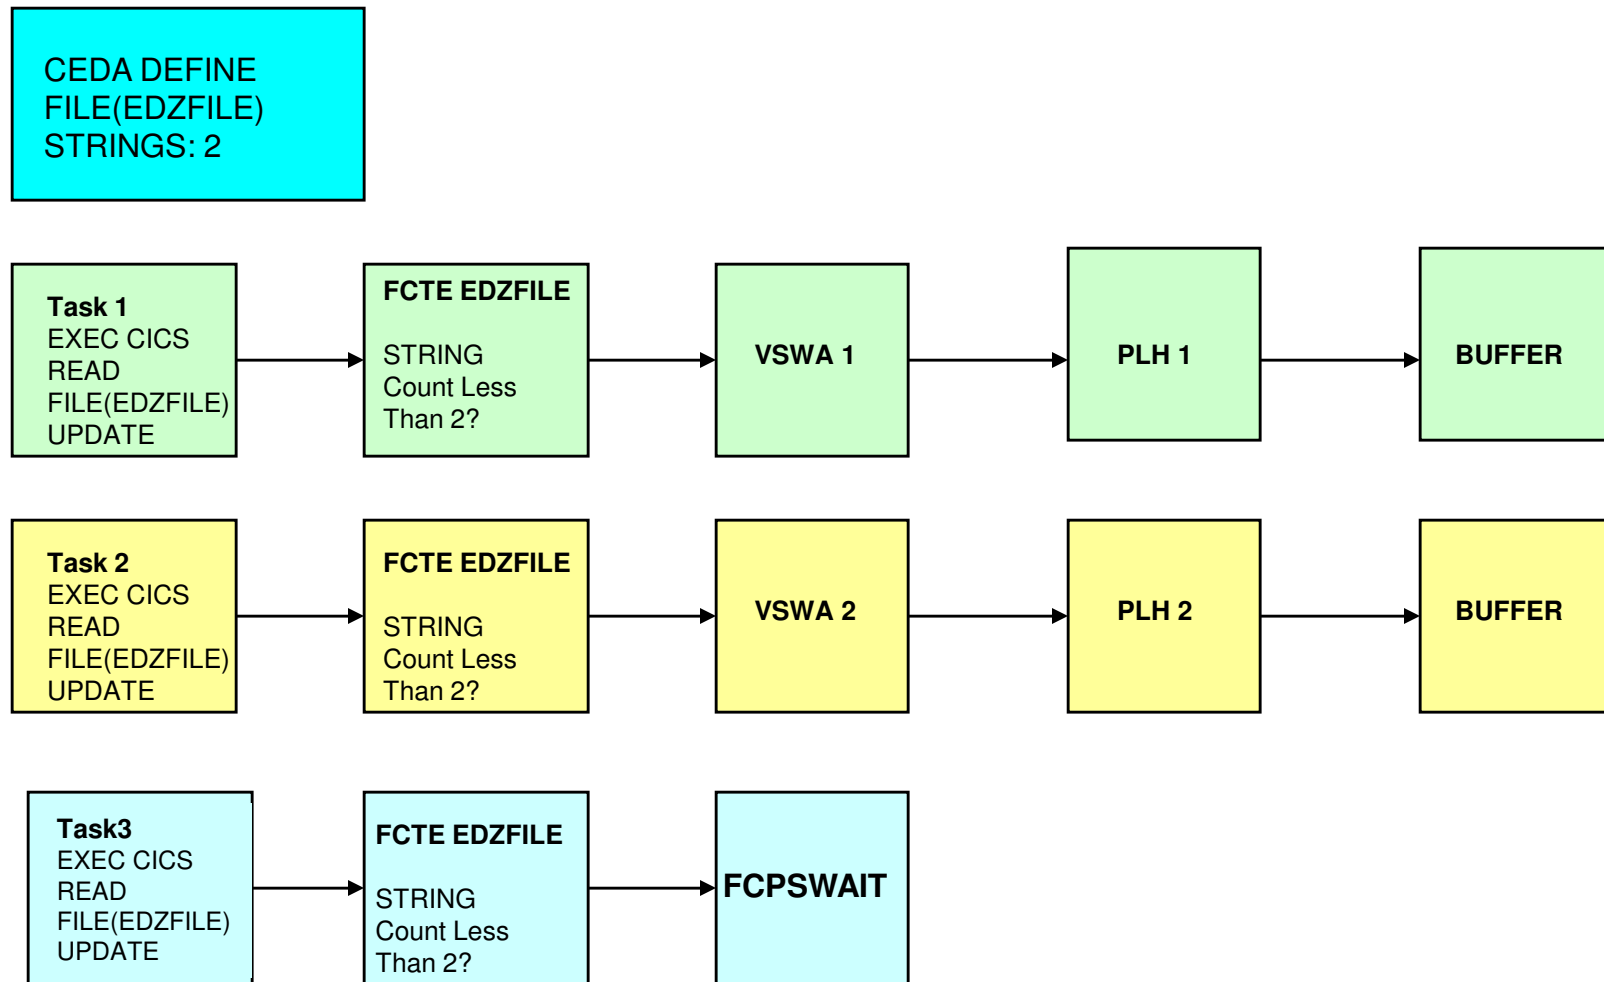 CEDA DEFINE
FILE(EDZFILE)
STRINGS: 2
Task 1
EXEC CICS
READ
FILE(EDZFILE)
UPDATE
FCTE EDZFILE
STRING
Count Less
Than 2?
VSWA 1
PLH 1
BUFFER
Task 2
EXEC CICS
READ
FILE(EDZFILE)
UPDATE
FCTE EDZFILE
STRING
Count Less
Than 2?
VSWA 2
PLH 2
BUFFER
Task3
EXEC CICS
READ
FILE(EDZFILE)
UPDATE
FCTE EDZFILE
STRING
Count Less
Than 2?
FCPSWAIT